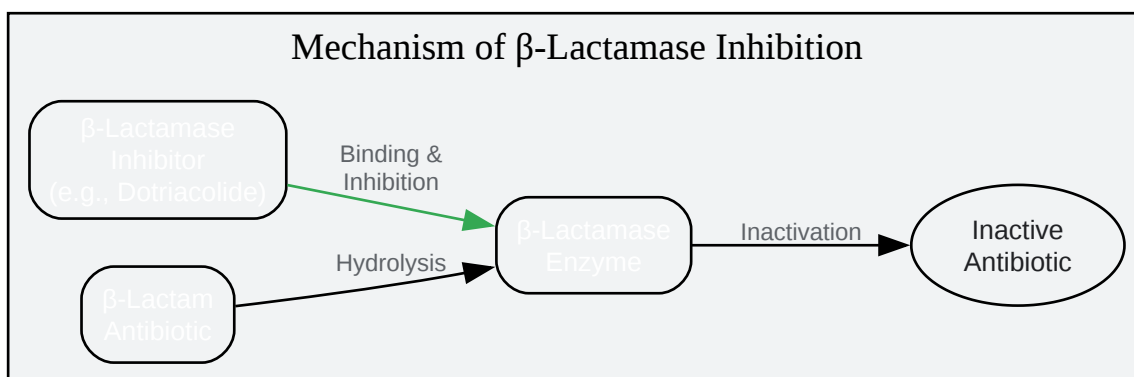 Mechanism of β-Lactamase Inhibition
β-Lactamase
Inhibitor
(e.g., Dotriacolide)
Binding &
Inhibition
β-Lactamase
Enzyme
Inactivation
Inactive
Antibiotic
Hydrolysis
β-Lactam
Antibiotic